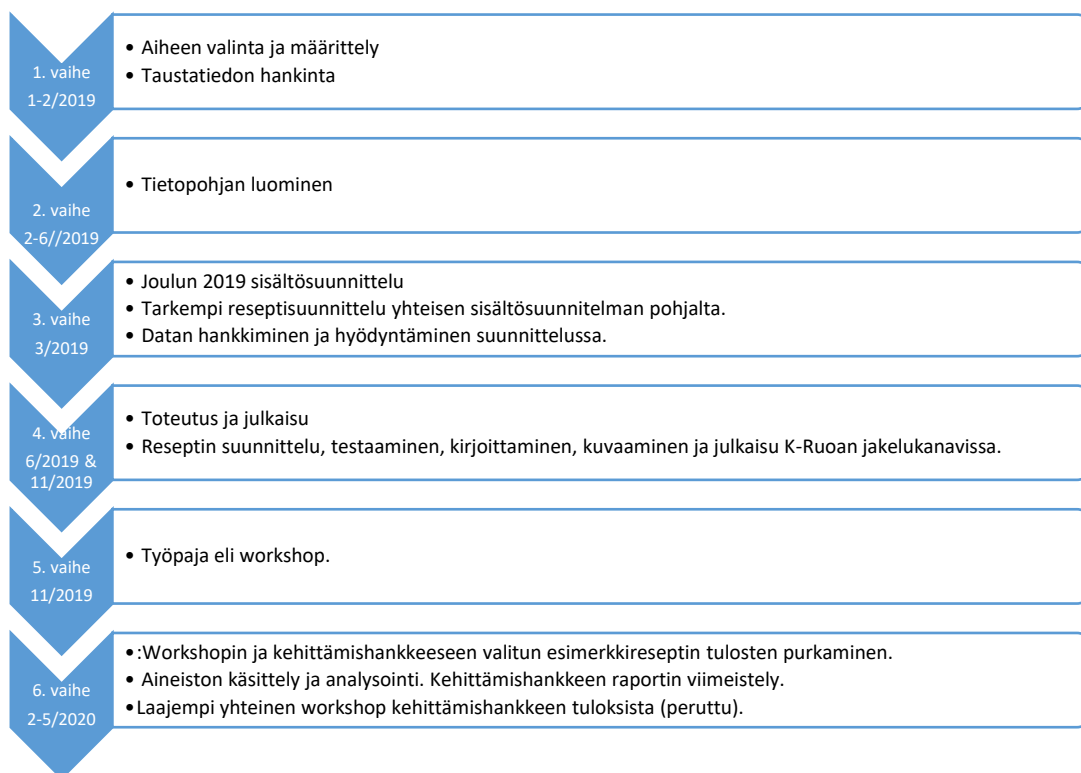 1. vaihe
1-2/2019
• Aiheen valinta ja määrittely
• Taustatiedon hankinta
2. vaihe
2-6//2019
• Tietopohjan luominen
3. vaihe
3/2019
• Joulun 2019 sisältösuunnittelu
• Tarkempi reseptisuunnittelu yhteisen sisältösuunnitelman pohjalta.
• Datan hankkiminen ja hyödyntäminen suunnittelussa.
4. vaihe
6/2019 &
11/2019
• Toteutus ja julkaisu
• Reseptin suunnittelu, testaaminen, kirjoittaminen, kuvaaminen ja julkaisu K-Ruoan jakelukanavissa.
5. vaihe
11/2019
• Työpaja eli workshop.
6. vaihe
2-5/2020
•:Workshopin ja kehittämishankkeeseen valitun esimerkkireseptin tulosten purkaminen.
• Aineiston käsittely ja analysointi. Kehittämishankkeen raportin viimeistely.
•Laajempi yhteinen workshop kehittämishankkeen tuloksista (peruttu).